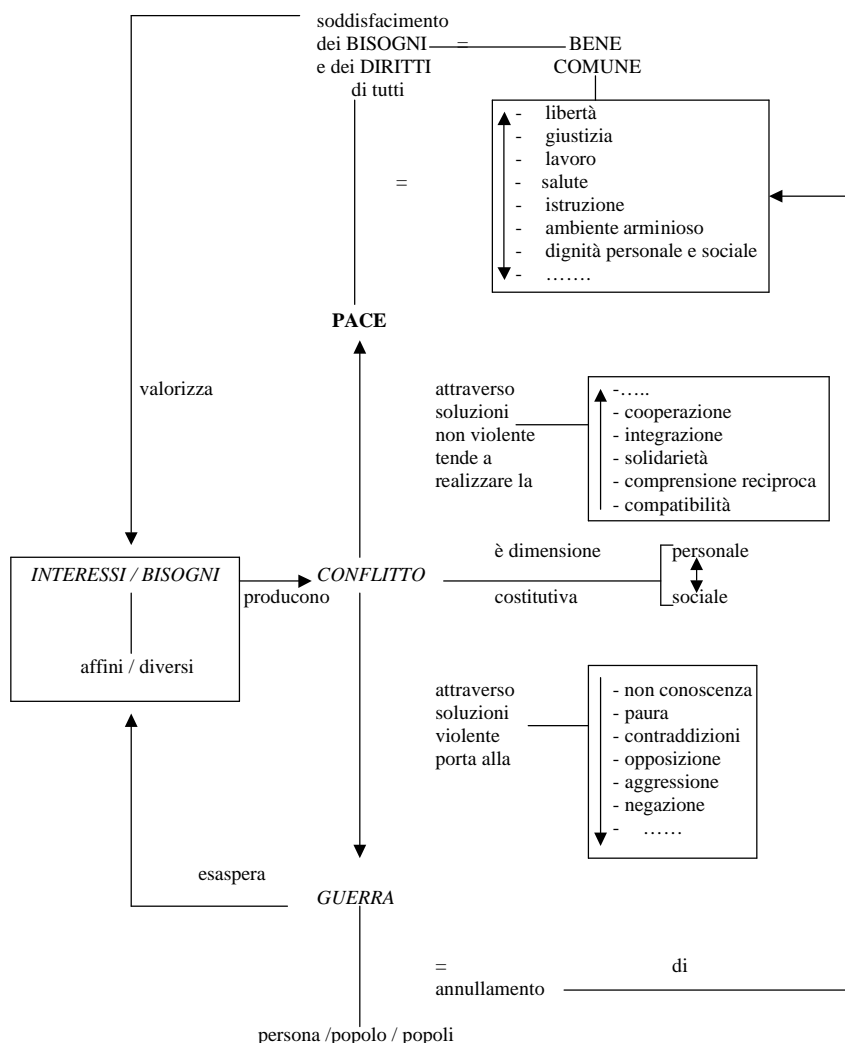 soddisfacimento
dei BISOGNI = BENE
e dei DIRITTI COMUNE
di tutti
- libertà
- giustizia
- lavoro
= - salute
- istruzione
- ambiente arminioso
- dignità personale e sociale
- …….
PACE
valorizza
attraverso
soluzioni
non violente
tende a
realizzare la
-…..
- cooperazione
- integrazione
- solidarietà
- comprensione reciproca
- compatibilità
INTERESSI / BISOGNI
producono
CONFLITTO
è dimensione
costitutiva
personale
sociale
affini / diversi
attraverso
soluzioni
violente
porta alla
- non conoscenza
- paura
- contraddizioni
- opposizione
- aggressione
- negazione
- ……
esaspera
GUERRA
= di
annullamento
persona /popolo / popoli